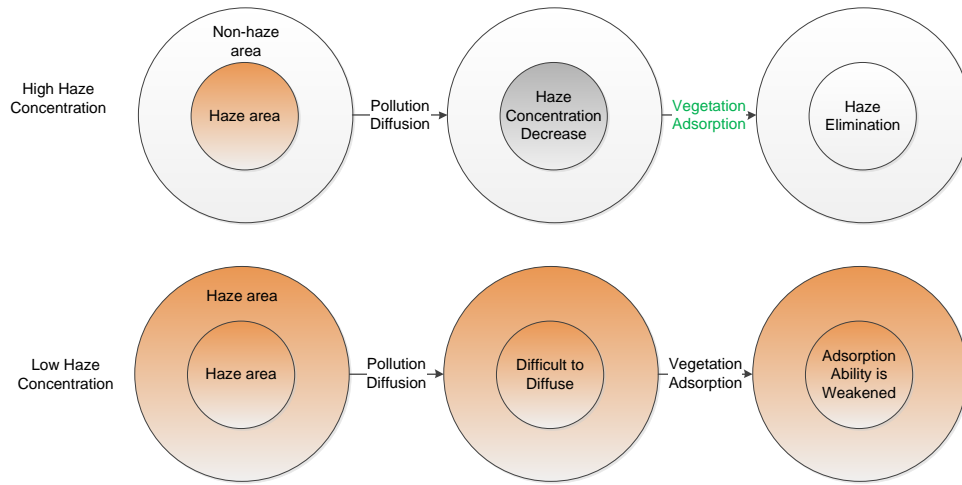 Non-haze
area
High Haze
Concentration
Haze area
Pollution
Diffusion
Haze
Concentration
Decrease
Vegetation
Adsorption
Haze
Elimination
Haze area
Low Haze
Concentration
Haze area
Pollution
Diffusion
Difficult to
Diffuse
Vegetation
Adsorption
Adsorption
Ability is
Weakened